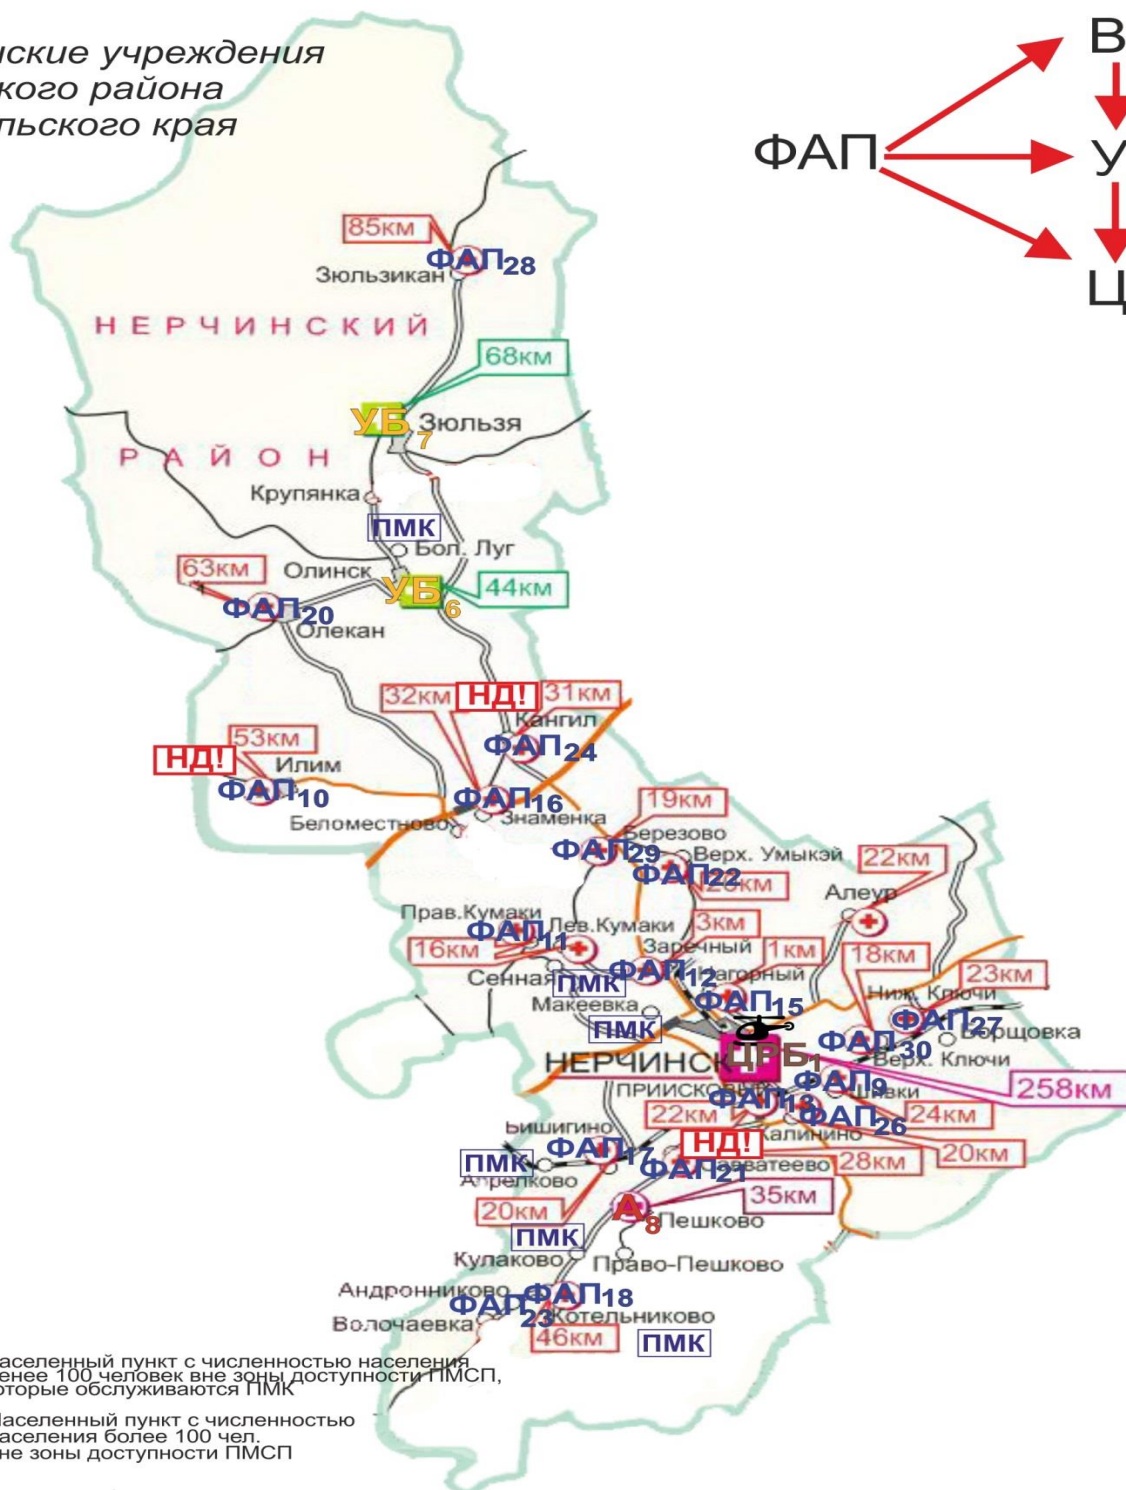 нские учреждения
кого района
льского края
В
ФАП
У
Ц
85км
ФАП28
Зюльзикан
НЕРЧИНСКИЙ
68км
УБ7
Зюльзя
РАЙОН
Крупянка
ПМК
Бол. Луг
63км
Олинск
УБ6
44км
ФАП20
Олекан
32км
НД!
31км
Кангил
53км
НД!
ФАП24
Илим
ФАП10
ФАП16
19км
Беломестново
Знаменка
Березово
ФАП29
Верх. Умыкэй
22км
ФАП22
Алеур
Прав.Кумаки
3км
Лев.Кумаки
ФАП11
16км
Заречный
1км
18км
Сенная
ФАП12
Нагорный
23км
ПМК
Ниж. Ключи
Макеевка
ФАП15
ФАП27
ПМК
Борщовка
ФАП30
НЕРЧИНСК
ЦРБ1
Верх. Ключи
ПРИИСКОВЫЙ
ФАП9
Шивки
258км
ФАП13
22км
ФАП26
24км
Бишигино
НД!
Калинино
ФАП17
20км
ПМК
ФАП21
Савватеево
28км
Апрелково
35км
20км
А8
Пешково
ПМК
Кулаково
Право-Пешково
Андронниково
ФАП18
ФАП23
Котельниково
Волочаевка
46км
ПМК
аселенный пункт с численностью населения
енее 100 человек вне зоны доступности ПМСП,
оторые обслуживаются ПМК
Населенный пункт с численностью
аселения более 100 чел.
не зоны доступности ПМСП